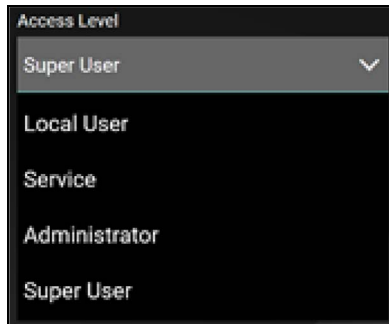 Access Level
Super User
Local User
Service
Administrator
Super User